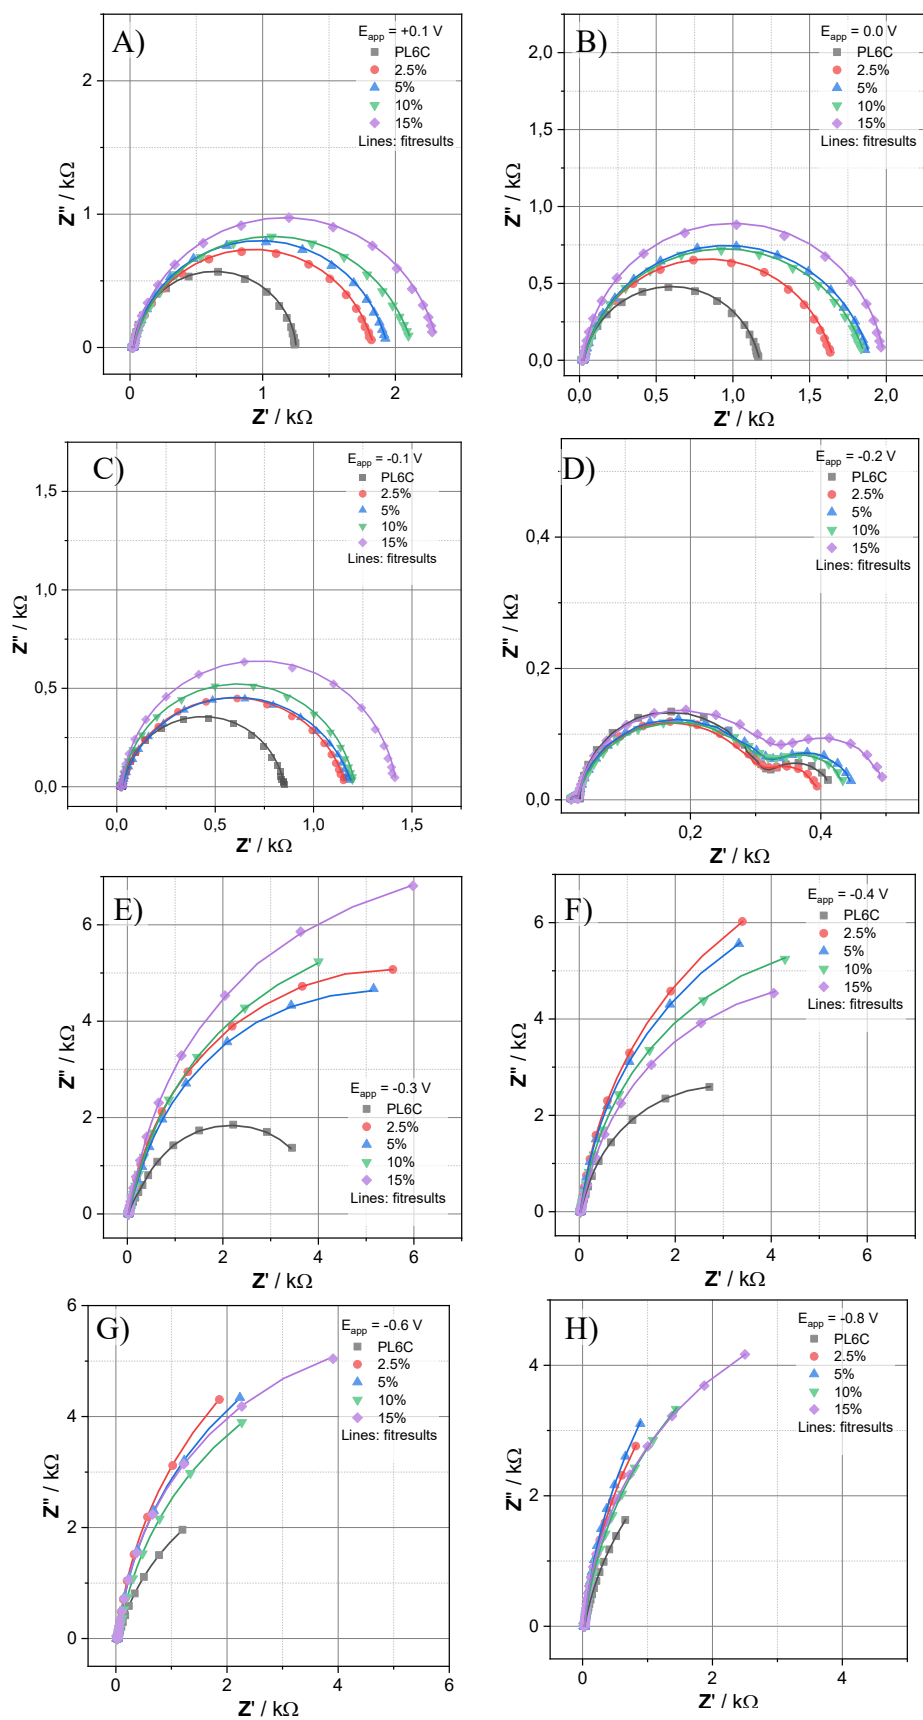 A)
E_app = +0.1 V
PL6C
2.5%
5%
10%
15%
Lines: fitresults
2
1
0
Z'' / kΩ
0
1
2
Z' / kΩ
B)
E_app = 0.0 V
PL6C
2.5%
5%
10%
15%
Lines: fitresults
2,0
1,5
1,0
0,5
0,0
Z'' / kΩ
0,0
0,5
1,0
1,5
2,0
Z' / kΩ
C)
E_app = -0.1 V
PL6C
2.5%
5%
10%
15%
Lines: fitresults
1,5
1,0
0,5
0,0
Z'' / kΩ
0,0
0,5
1,0
1,5
Z' / kΩ
D)
E_app = -0.2 V
PL6C
2.5%
5%
10%
15%
Lines: fitresults
0,4
0,2
0,0
Z'' / kΩ
0,2
0,4
Z' / kΩ
E)
6
4
2
0
Z'' / kΩ
E_app = -0.3 V
PL6C
2.5%
5%
10%
15%
Lines: fitresults
0
2
4
6
Z' / kΩ
F)
E_app = -0.4 V
PL6C
2.5%
5%
10%
15%
Lines: fitresults
6
4
2
0
Z'' / kΩ
0
2
4
6
Z' / kΩ
G)
E_app = -0.6 V
PL6C
2.5%
5%
10%
15%
Lines: fitresults
6
4
2
0
Z'' / kΩ
0
2
4
6
Z' / kΩ
H)
E_app = -0.8 V
PL6C
2.5%
5%
10%
15%
Lines: fitresults
4
2
0
Z'' / kΩ
0
2
4
Z' / kΩ